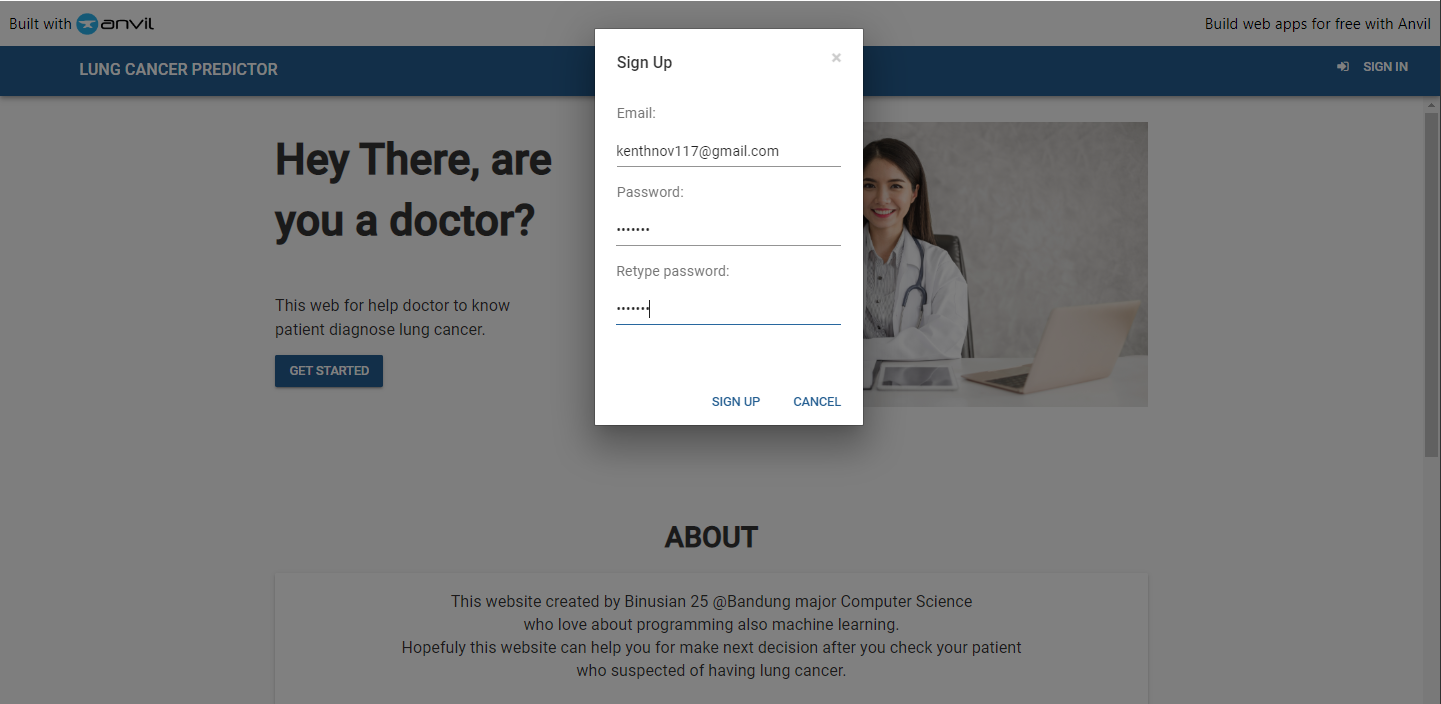 Built with anvil
Build web apps for free with Anvil
LUNG CANCER PREDICTOR
SIGN IN
Sign Up
×
Email:
kenthnov117@gmail.com
Password:
•••••••
Retype password:
•••••••
SIGN UP
CANCEL
Hey There, are
you a doctor?
This web for help doctor to know
patient diagnose lung cancer.
GET STARTED
ABOUT
This website created by Binusian 25 @Bandung major Computer Science
who love about programming also machine learning.
Hopefuly this website can help you for make next decision after you check your patient
who suspected of having lung cancer.